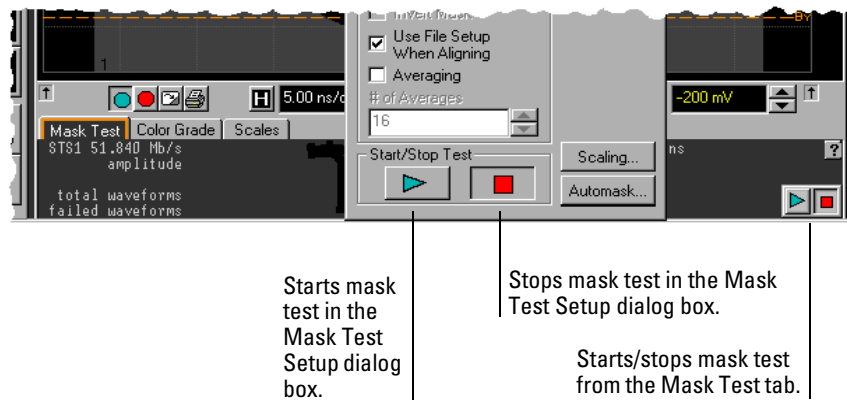 Invert Mask
BY
Use File Setup
When Aligning
1
Averaging
H
5.00 ns/d
# of Averages
-200 mV
16
Mask Test
Color Grade
Scales
STS1 51.840 Mb/s
amplitude
ns
?
Start/Stop Test
Scaling...
Automask...
total waveforms
failed waveforms
Starts mask
test in the
Mask Test
Setup dialog
box.
Stops mask test in the Mask
Test Setup dialog box.
Starts/stops mask test
from the Mask Test tab.